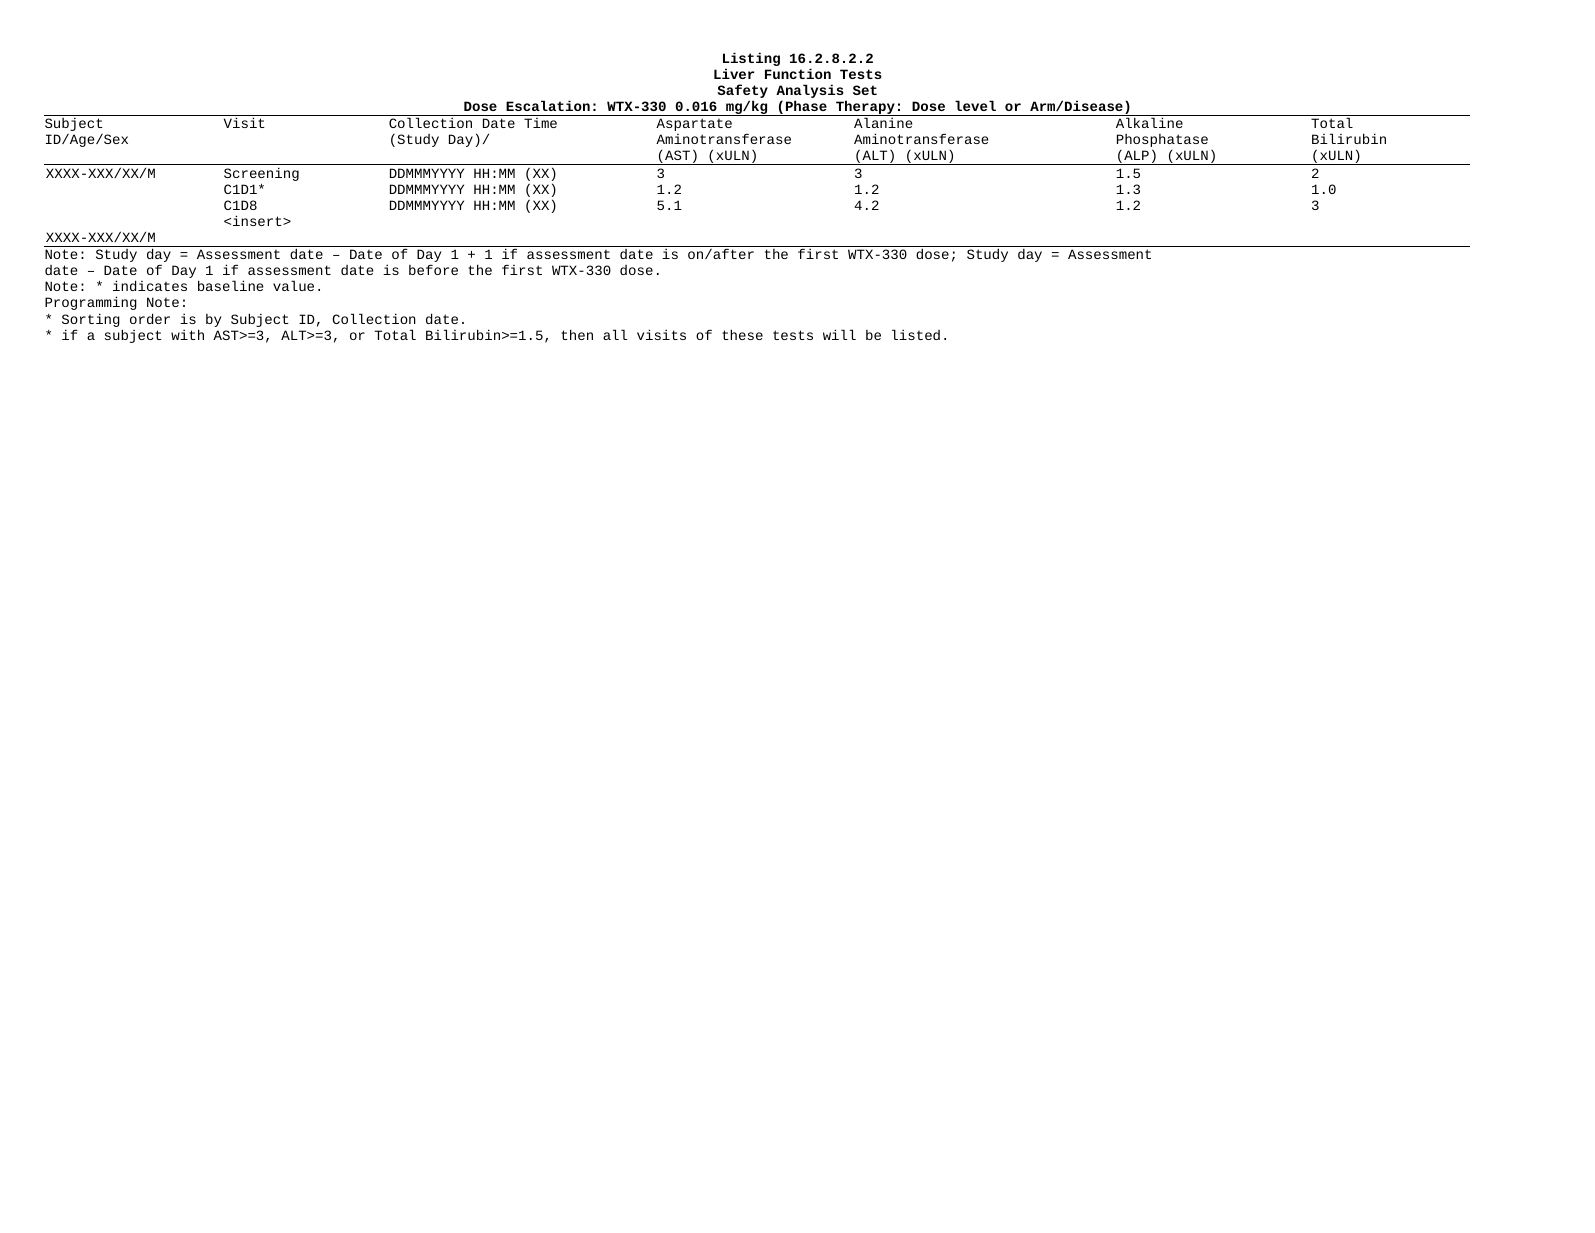 Listing 16.2.8.2.2
Liver Function Tests
Safety Analysis Set
Dose Escalation: WTX-330 0.016 mg/kg (Phase Therapy: Dose level or Arm/Disease)
Subject Visit Collection Date Time Aspartate Alanine Alkaline Total
ID/Age/Sex (Study Day)/ Aminotransferase Aminotransferase Phosphatase Bilirubin
(AST) (xULN) (ALT) (xULN) (ALP) (xULN) (xULN)
XXXX-XXX/XX/M Screening DDMMMYYYY HH:MM (XX) 3 3 1.5 2
C1D1* DDMMMYYYY HH:MM (XX) 1.2 1.2 1.3 1.0
C1D8 DDMMMYYYY HH:MM (XX) 5.1 4.2 1.2 3
<insert>
XXXX-XXX/XX/M
Note: Study day = Assessment date – Date of Day 1 + 1 if assessment date is on/after the first WTX-330 dose; Study day = Assessment
date – Date of Day 1 if assessment date is before the first WTX-330 dose.
Note: * indicates baseline value.
Programming Note:
* Sorting order is by Subject ID, Collection date.
* if a subject with AST>=3, ALT>=3, or Total Bilirubin>=1.5, then all visits of these tests will be listed.